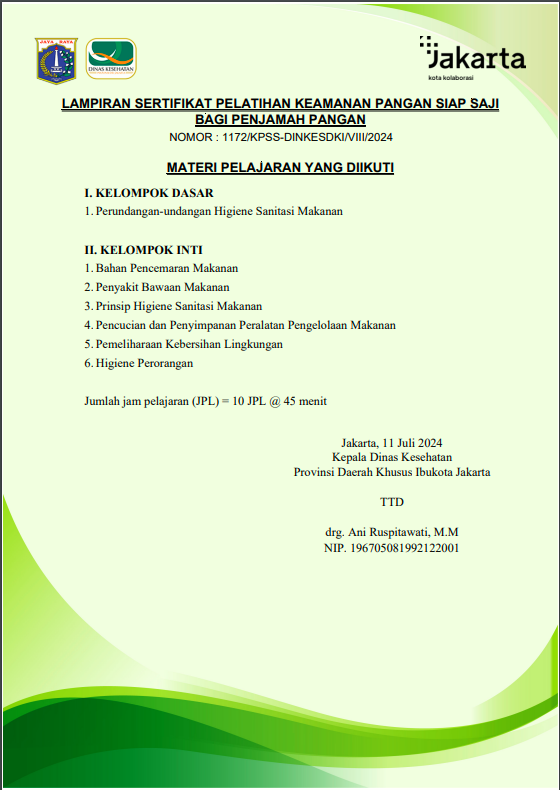 JAYA RAYA
DINAS KESEHATAN
Jakarta
kota kolaborasi
LAMPIRAN SERTIFIKAT PELATIHAN KEAMANAN PANGAN SIAP SAJI
BAGI PENJAMAH PANGAN
NOMOR : 1172/KPSS-DINKESDKI/VIII/2024
MATERI PELAJARAN YANG DIIKUTI
I. KELOMPOK DASAR
1. Perundangan-undangan Higiene Sanitasi Makanan
II. KELOMPOK INTI
1. Bahan Pencemaran Makanan
2. Penyakit Bawaan Makanan
3. Prinsip Higiene Sanitasi Makanan
4. Pencucian dan Penyimpanan Peralatan Pengelolaan Makanan
5. Pemeliharaan Kebersihan Lingkungan
6. Higiene Perorangan
Jumlah jam pelajaran (JPL) = 10 JPL @ 45 menit
Jakarta, 11 Juli 2024
Kepala Dinas Kesehatan
Provinsi Daerah Khusus Ibukota Jakarta
TTD
drg. Ani Ruspitawati, M.M
NIP. 196705081992122001